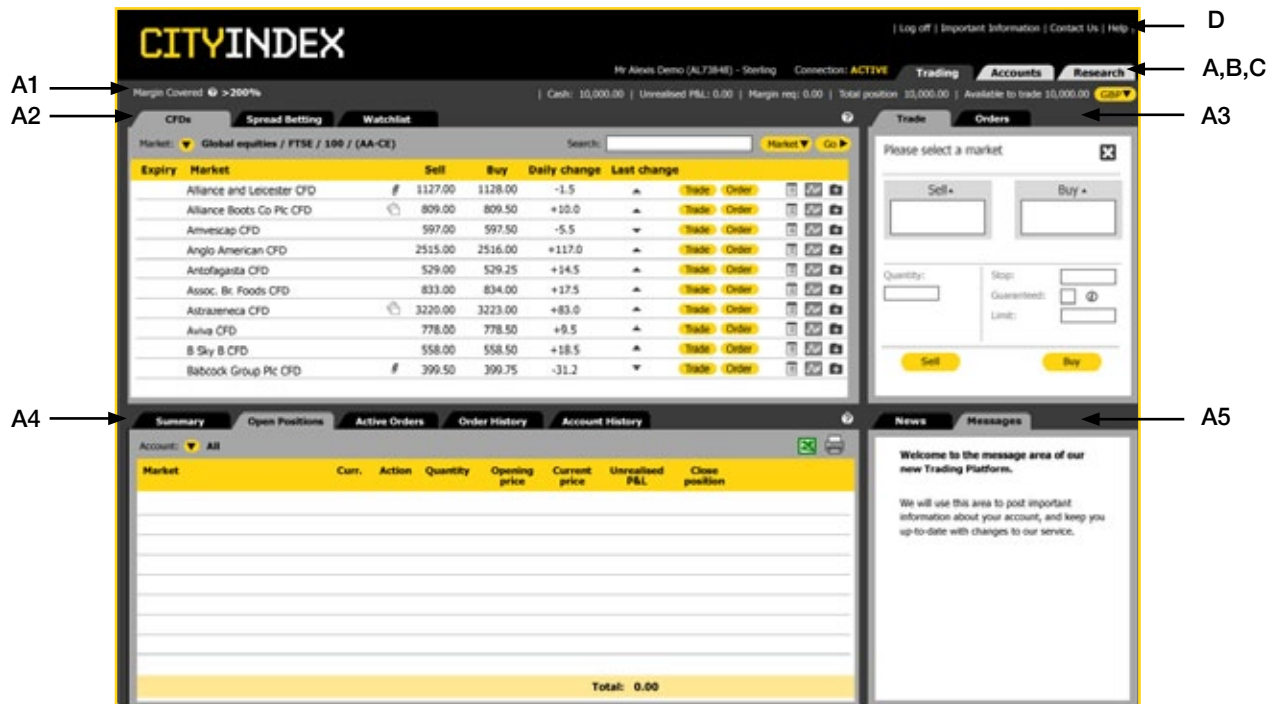 D
| Log off | Important Information | Contact Us | Help |
CITYINDEX
A,B,C
Mr Alexis Demo (AL73848) - Sterling Connection: ACTIVE Trading Accounts Research
A1
Margin Covered >200% | Cash: 10,000.00 | Unrealised P&L: 0.00 | Margin req: 0.00 | Total position 10,000.00 | Available to trade 10,000.00 GBP
A2
CFDs Spread Betting Watchlist
Trade Orders
A3
Market: Global equities / FTSE / 100 / (AA-CE) Search: Market Go
Please select a market
Expiry Market Sell Buy Daily change Last change
Alliance and Leicester CFD 1127.00 1128.00 -1.5 Trade Order
Alliance Boots Co Plc CFD 809.00 809.50 +10.0 Trade Order
Amvescap CFD 597.00 597.50 -5.5 Trade Order
Anglo American CFD 2515.00 2516.00 +117.0 Trade Order
Antofagasta CFD 529.00 529.25 +14.5 Trade Order
Assoc. Br. Foods CFD 833.00 834.00 +17.5 Trade Order
Astrazeneca CFD 3220.00 3223.00 +83.0 Trade Order
Aviva CFD 778.00 778.50 +9.5 Trade Order
B Sky B CFD 558.00 558.50 +18.5 Trade Order
Babcock Group Plc CFD 399.50 399.75 -31.2 Trade Order
Sell Buy
Quantity: Stop:
Guaranteed:
Limit:
Sell Buy
A4
Summary Open Positions Active Orders Order History Account History
News Messages
A5
Account: All
Market Curr. Action Quantity Opening price Current price Unrealised P&L Close position
Total: 0.00
Welcome to the message area of our
new Trading Platform.
We will use this area to post important
information about your account, and keep you
up-to-date with changes to our service.